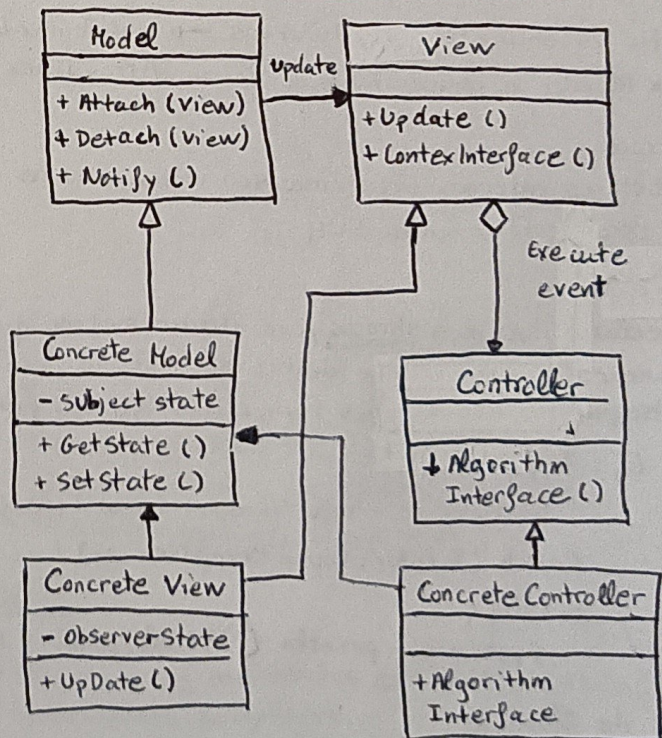 Model
+ Attach (view)
+ Detach (view)
+ Notify ()
update
View
+ Update ()
+ ContexInterface ()
Execute
event
Concrete Model
- subject state
+ GetState ()
+ SetState ()
Controller
+ Algorithm
Interface ()
Concrete View
- observerState
+ UpDate ()
Concrete Controller
+ Algorithm
Interface